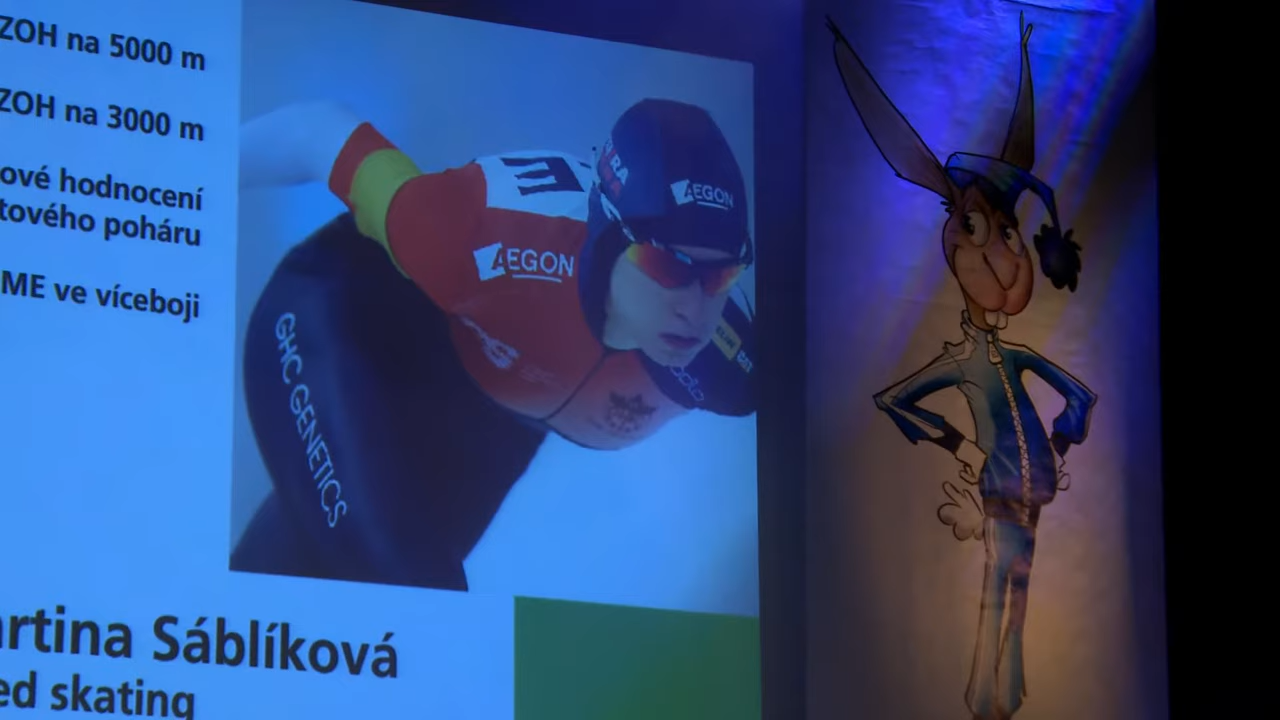 ZOH na 5000 m
ZOH na 3000 m
ové hodnocení
tového poháru
ME ve víceboji
AEGON
AEGON
GHC GENETICS
artina Sáblíková
ed skating